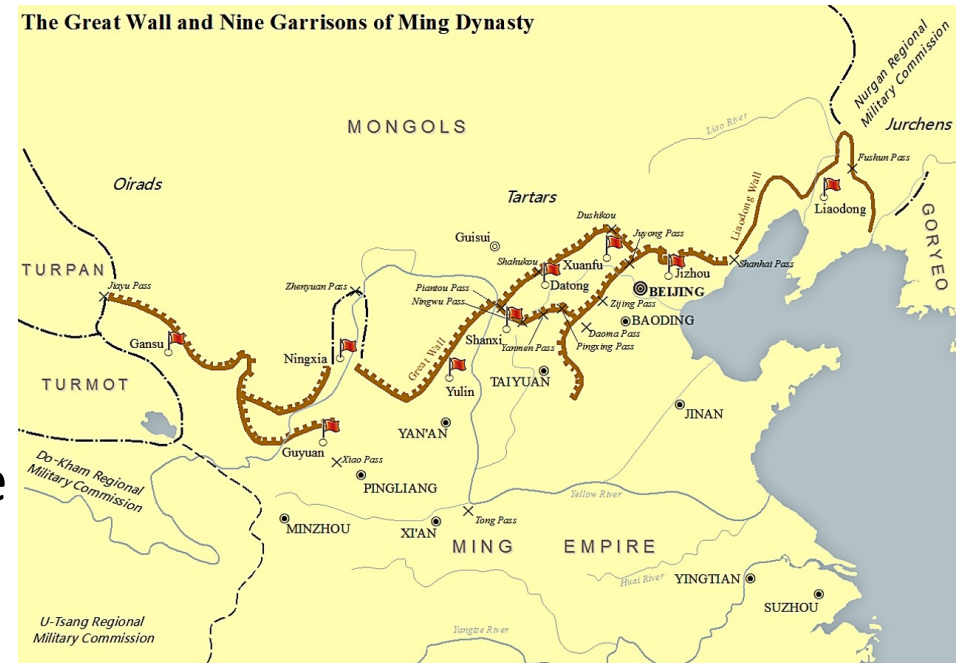 The Great Wall and Nine Garrisons of Ming Dynasty
Nurgan Regional
Military Commission
MONGOLS
Liao River
Jurchens
Fushun Pass
Oirads
Tartars
Liaodong Wall
Liaodong
Dushikou
GORYEO
Guisui
Juyong Pass
Shahukou
Xuanfu
Shanhai Pass
TURPAN
Jizhou
Jiayu Pass
Zhenyuan Pass
Piantou Pass
Datong
BEIJING
Ningwu Pass
Zijing Pass
BAODING
Gansu
Ningxia
Great Wall
Shanxi
Daoma Pass
Yanmen Pass
Pingxing Pass
TURMOT
Yulin
TAIYUAN
JINAN
YAN'AN
Guyuan
e
Do-Kham Regional
Military Commission
Xiao Pass
PINGLIANG
Yellow River
MINZHOU
XI'AN
Tong Pass
MING EMPIRE
Huai River
YINGTIAN
SUZHOU
U-Tsang Regional
Military Commission
Yangtze River